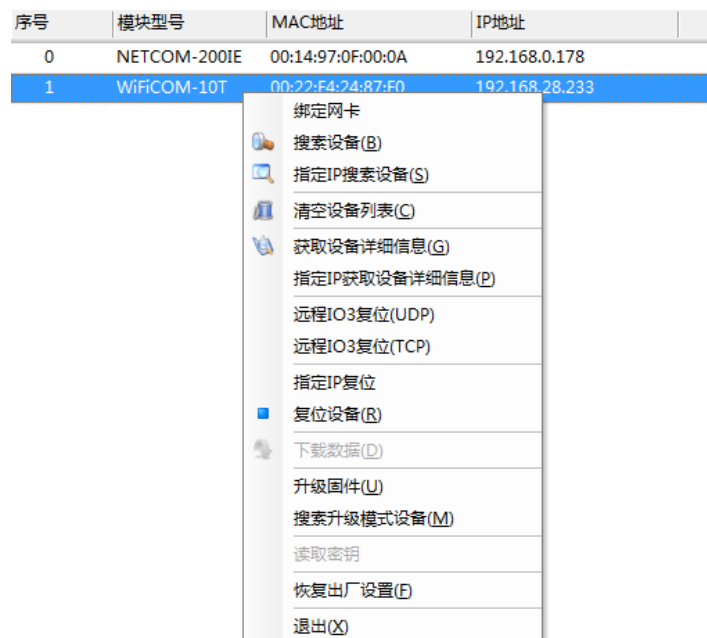 序号 模块型号 MAC地址 IP地址
0 NETCOM-200IE 00:14:97:0F:00:0A 192.168.0.178
1 WiFiCOM-10T 00:22:F4:24:87:F0 192.168.28.233
绑定网卡
搜索设备(B)
指定IP搜索设备(S)
清空设备列表(C)
获取设备详细信息(G)
指定IP获取设备详细信息(P)
远程IO3复位(UDP)
远程IO3复位(TCP)
指定IP复位
复位设备(R)
下载数据(D)
升级固件(U)
搜索升级模式设备(M)
读取密钥
恢复出厂设置(F)
退出(X)